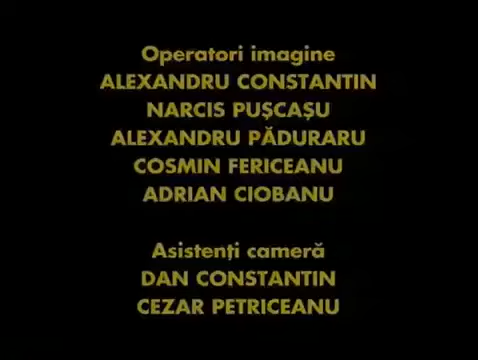 Operatori imagine
ALEXANDRU CONSTANTIN
NARCIS PUŞCAŞU
ALEXANDRU PĂDURARU
COSMIN FERICEANU
ADRIAN CIOBANU
Asistenţi cameră
DAN CONSTANTIN
CEZAR PETRICEANU